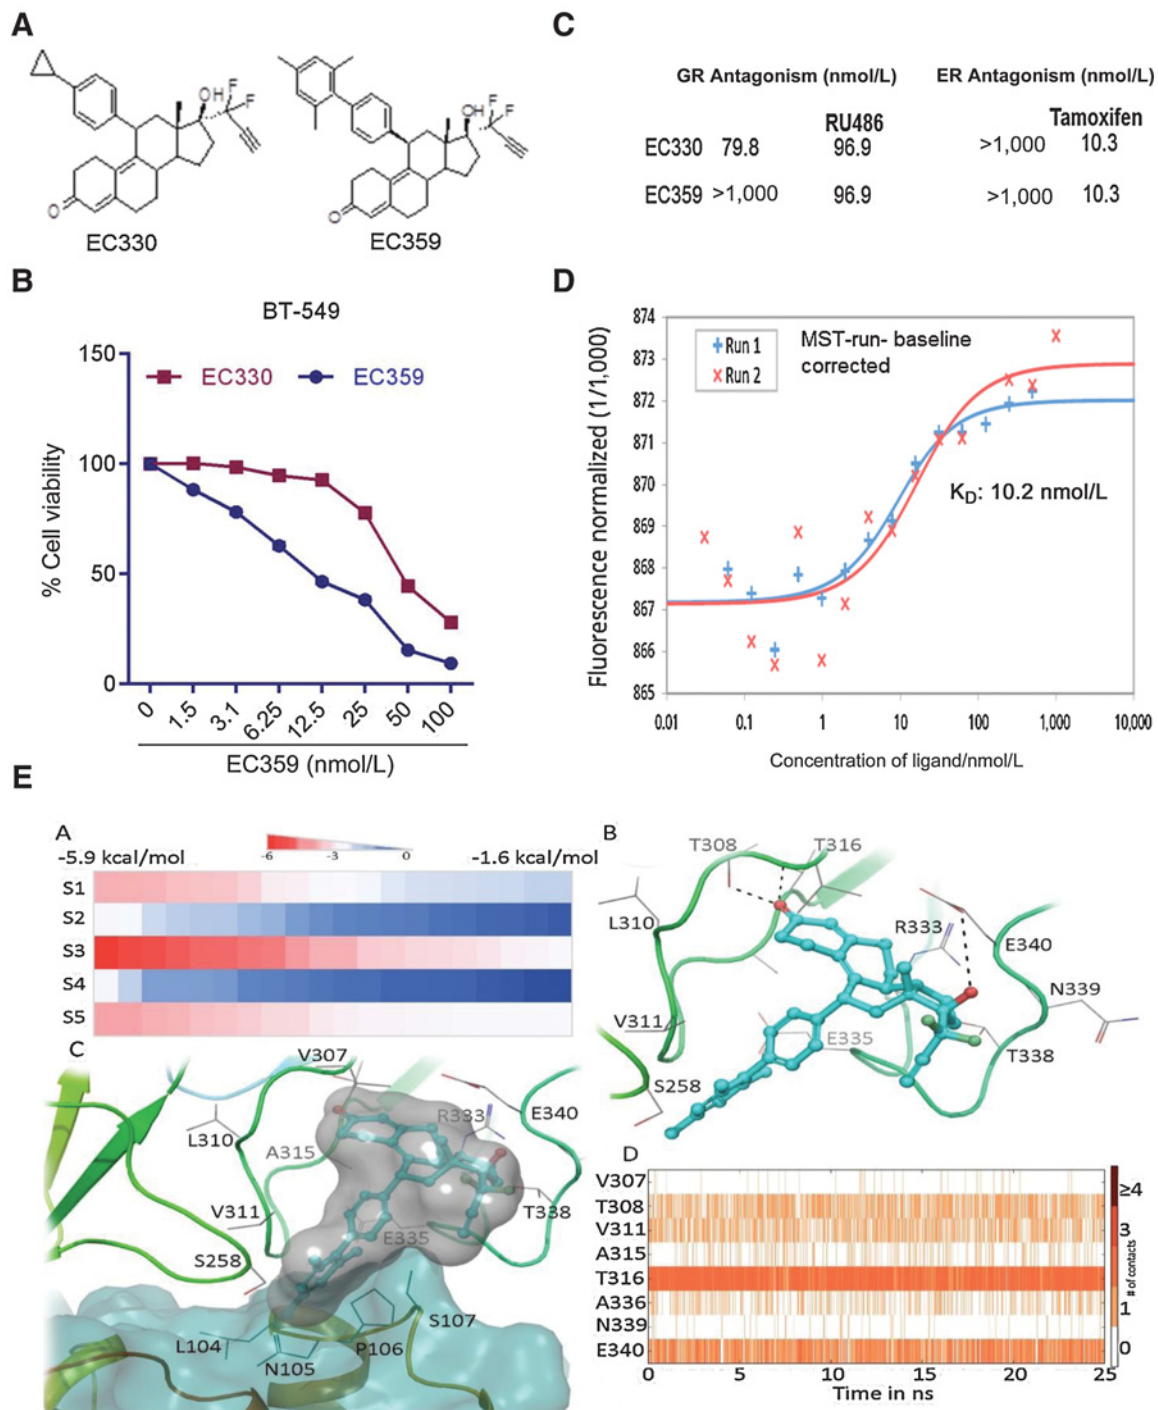 A
O
OH
F
F
EC330
O
OH
F
F
EC359
C
GR Antagonism (nmol/L) ER Antagonism (nmol/L)
RU486 Tamoxifen
EC330 79.8 96.9 >1,000 10.3
EC359 >1,000 96.9 >1,000 10.3
B
BT-549
150
100
50
0
% Cell viability
EC330 EC359
0 1.5 3.1 6.25 12.5 25 50 100
EC359 (nmol/L)
D
874
873
872
871
870
869
868
867
866
865
Fluorescence normalized (1/1,000)
Run 1
Run 2
MST-run- baseline
corrected
KD: 10.2 nmol/L
0.01 0.1 1 10 100 1,000 10,000
Concentration of ligand/nmol/L
E
A
-5.9 kcal/mol -1.6 kcal/mol
-6 -3 0
S1
S2
S3
S4
S5
B
T308 T316
L310
R333
E340
N339
V311
E335
T338
S258
C
V307
R333
E340
L310
A315
V311
T338
E335
S258
S107
L104
P106
N105
D
V307
T308
V311
A315
T316
A336
N339
E340
0 5 10 15 20 25
Time in ns
≥4
3
1
0
# of contacts